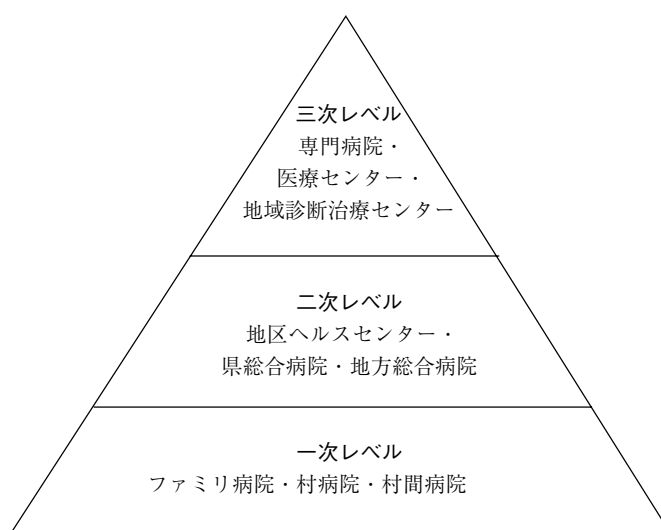 三次レベル
専門病院・
医療センター・
地域診断治療センター
二次レベル
地区ヘルスセンター・
県総合病院・地方総合病院
一次レベル
ファミリ病院・村病院・村間病院